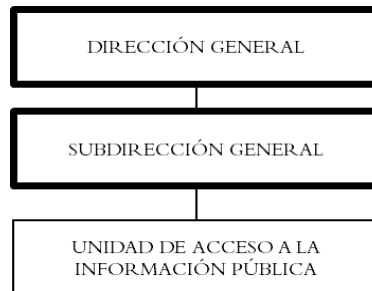 DIRECCIÓN GENERAL
SUBDIRECCIÓN GENERAL
UNIDAD DE ACCESO A LA
INFORMACIÓN PÚBLICA